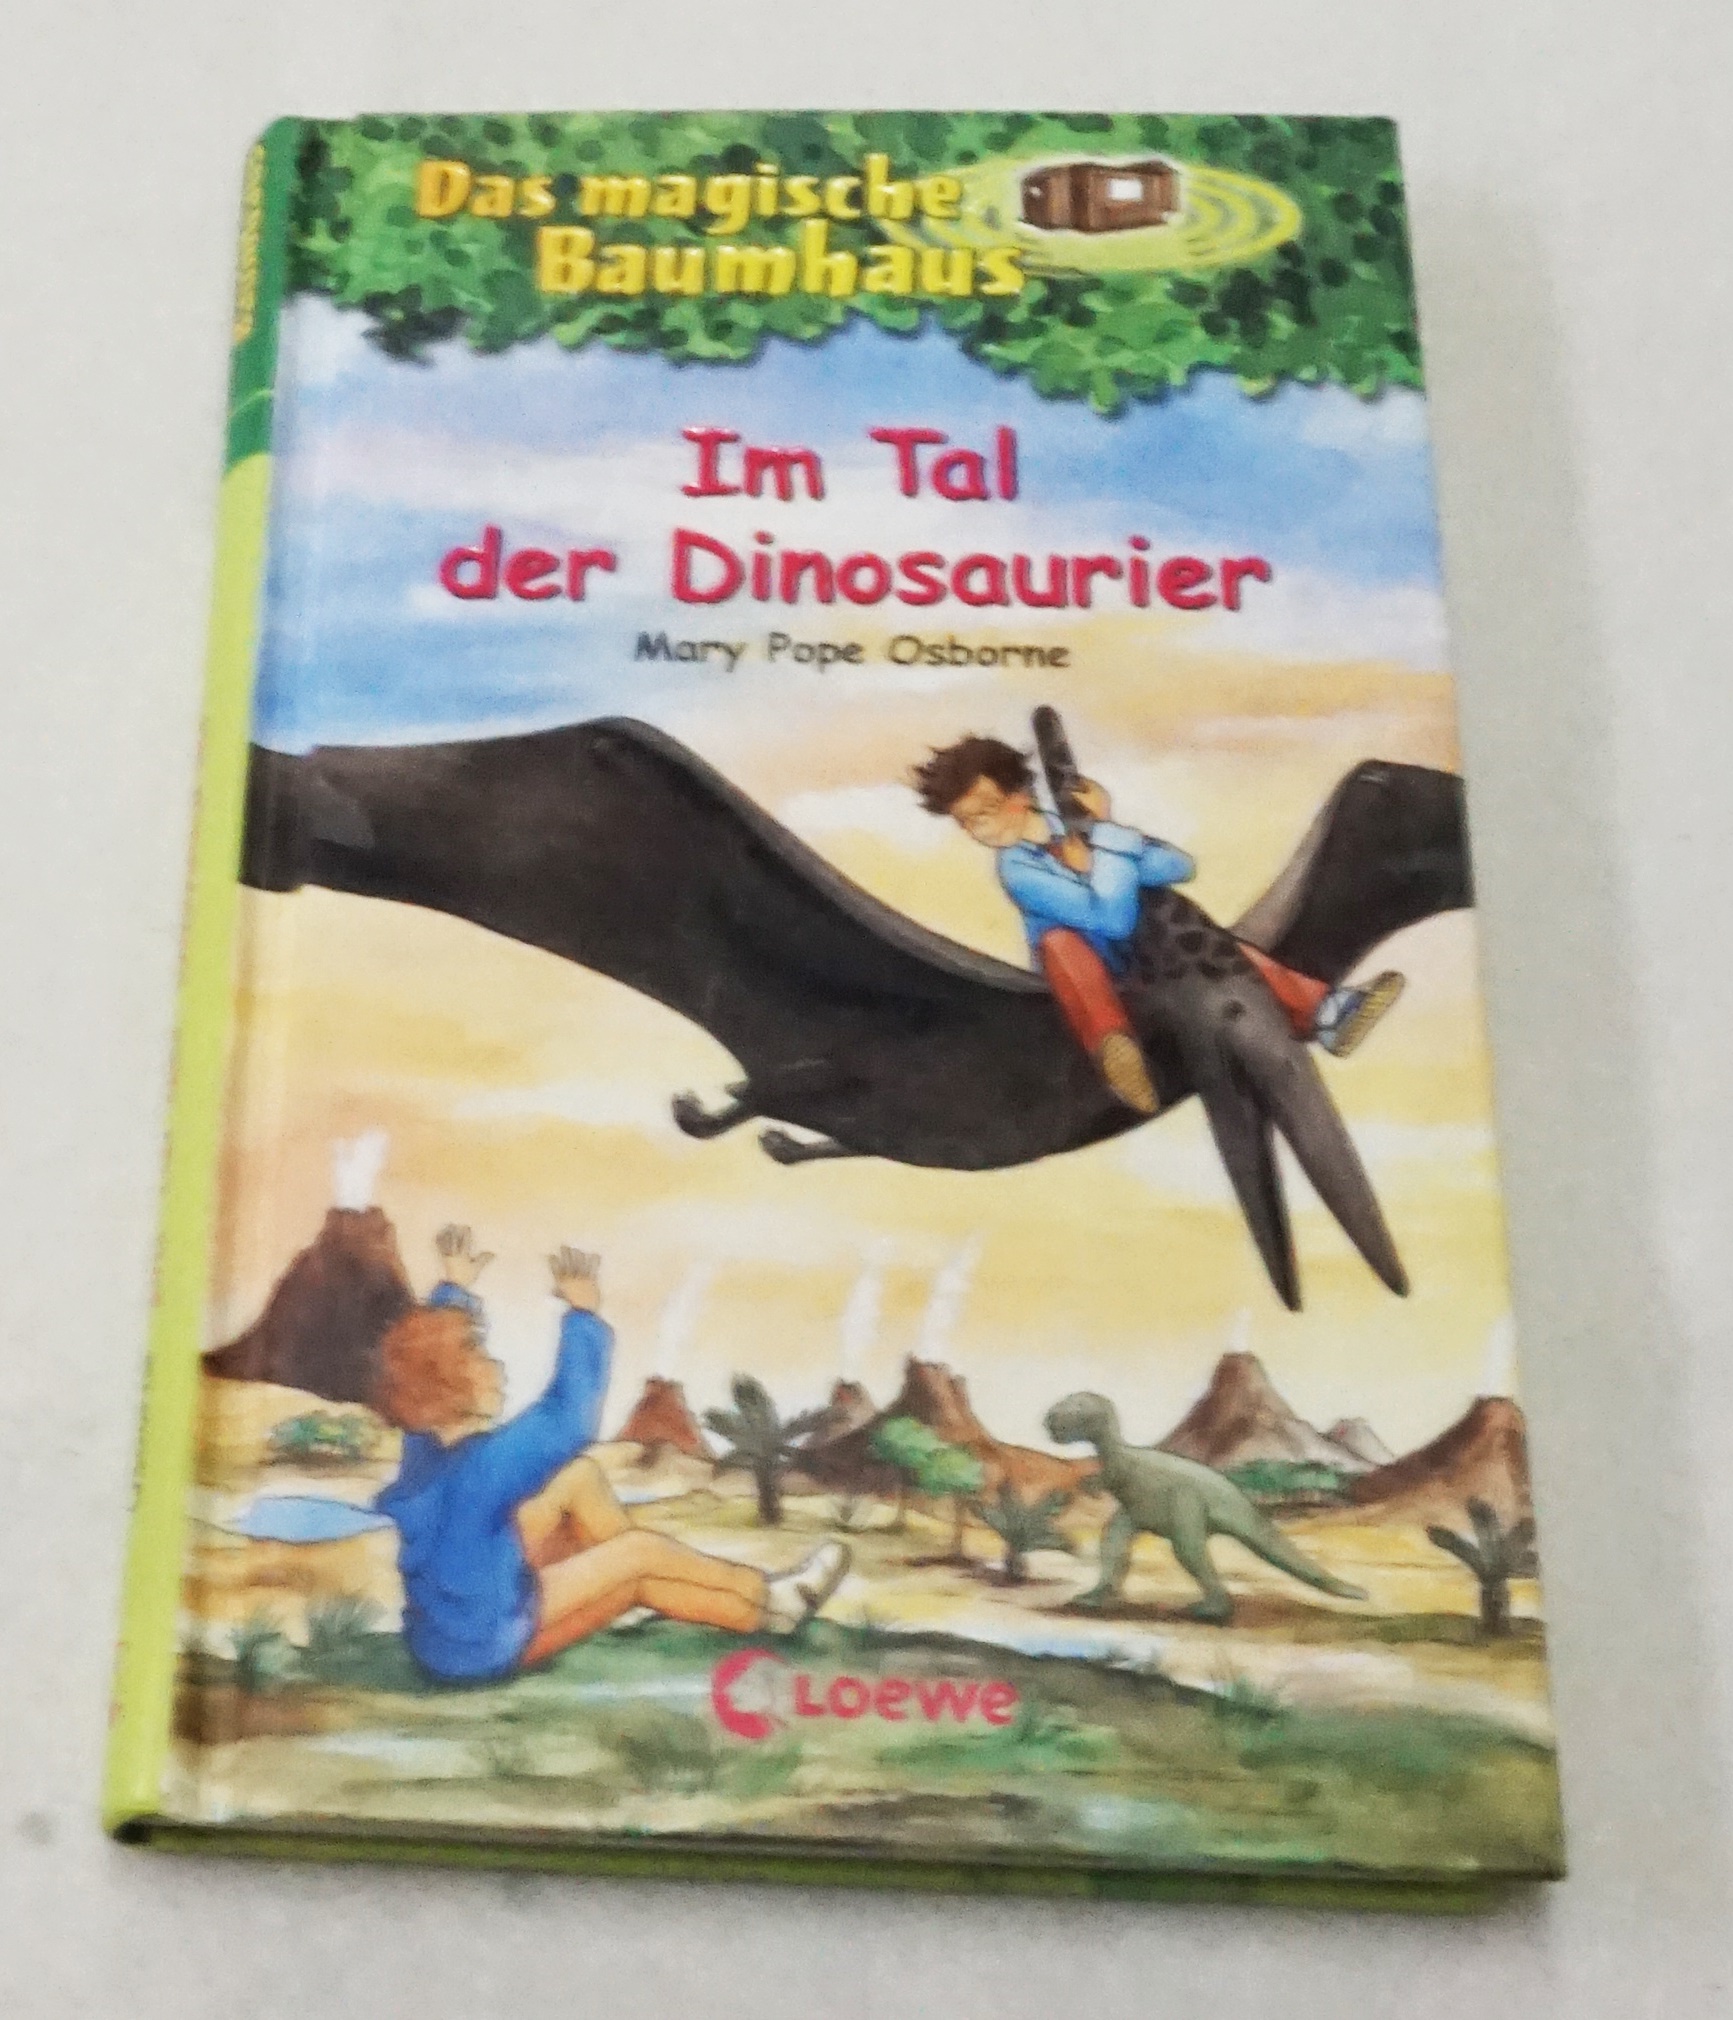 Das magische
Baumhaus
Im Tal
der Dinosaurier
Mary Pope Osborne
Loewe